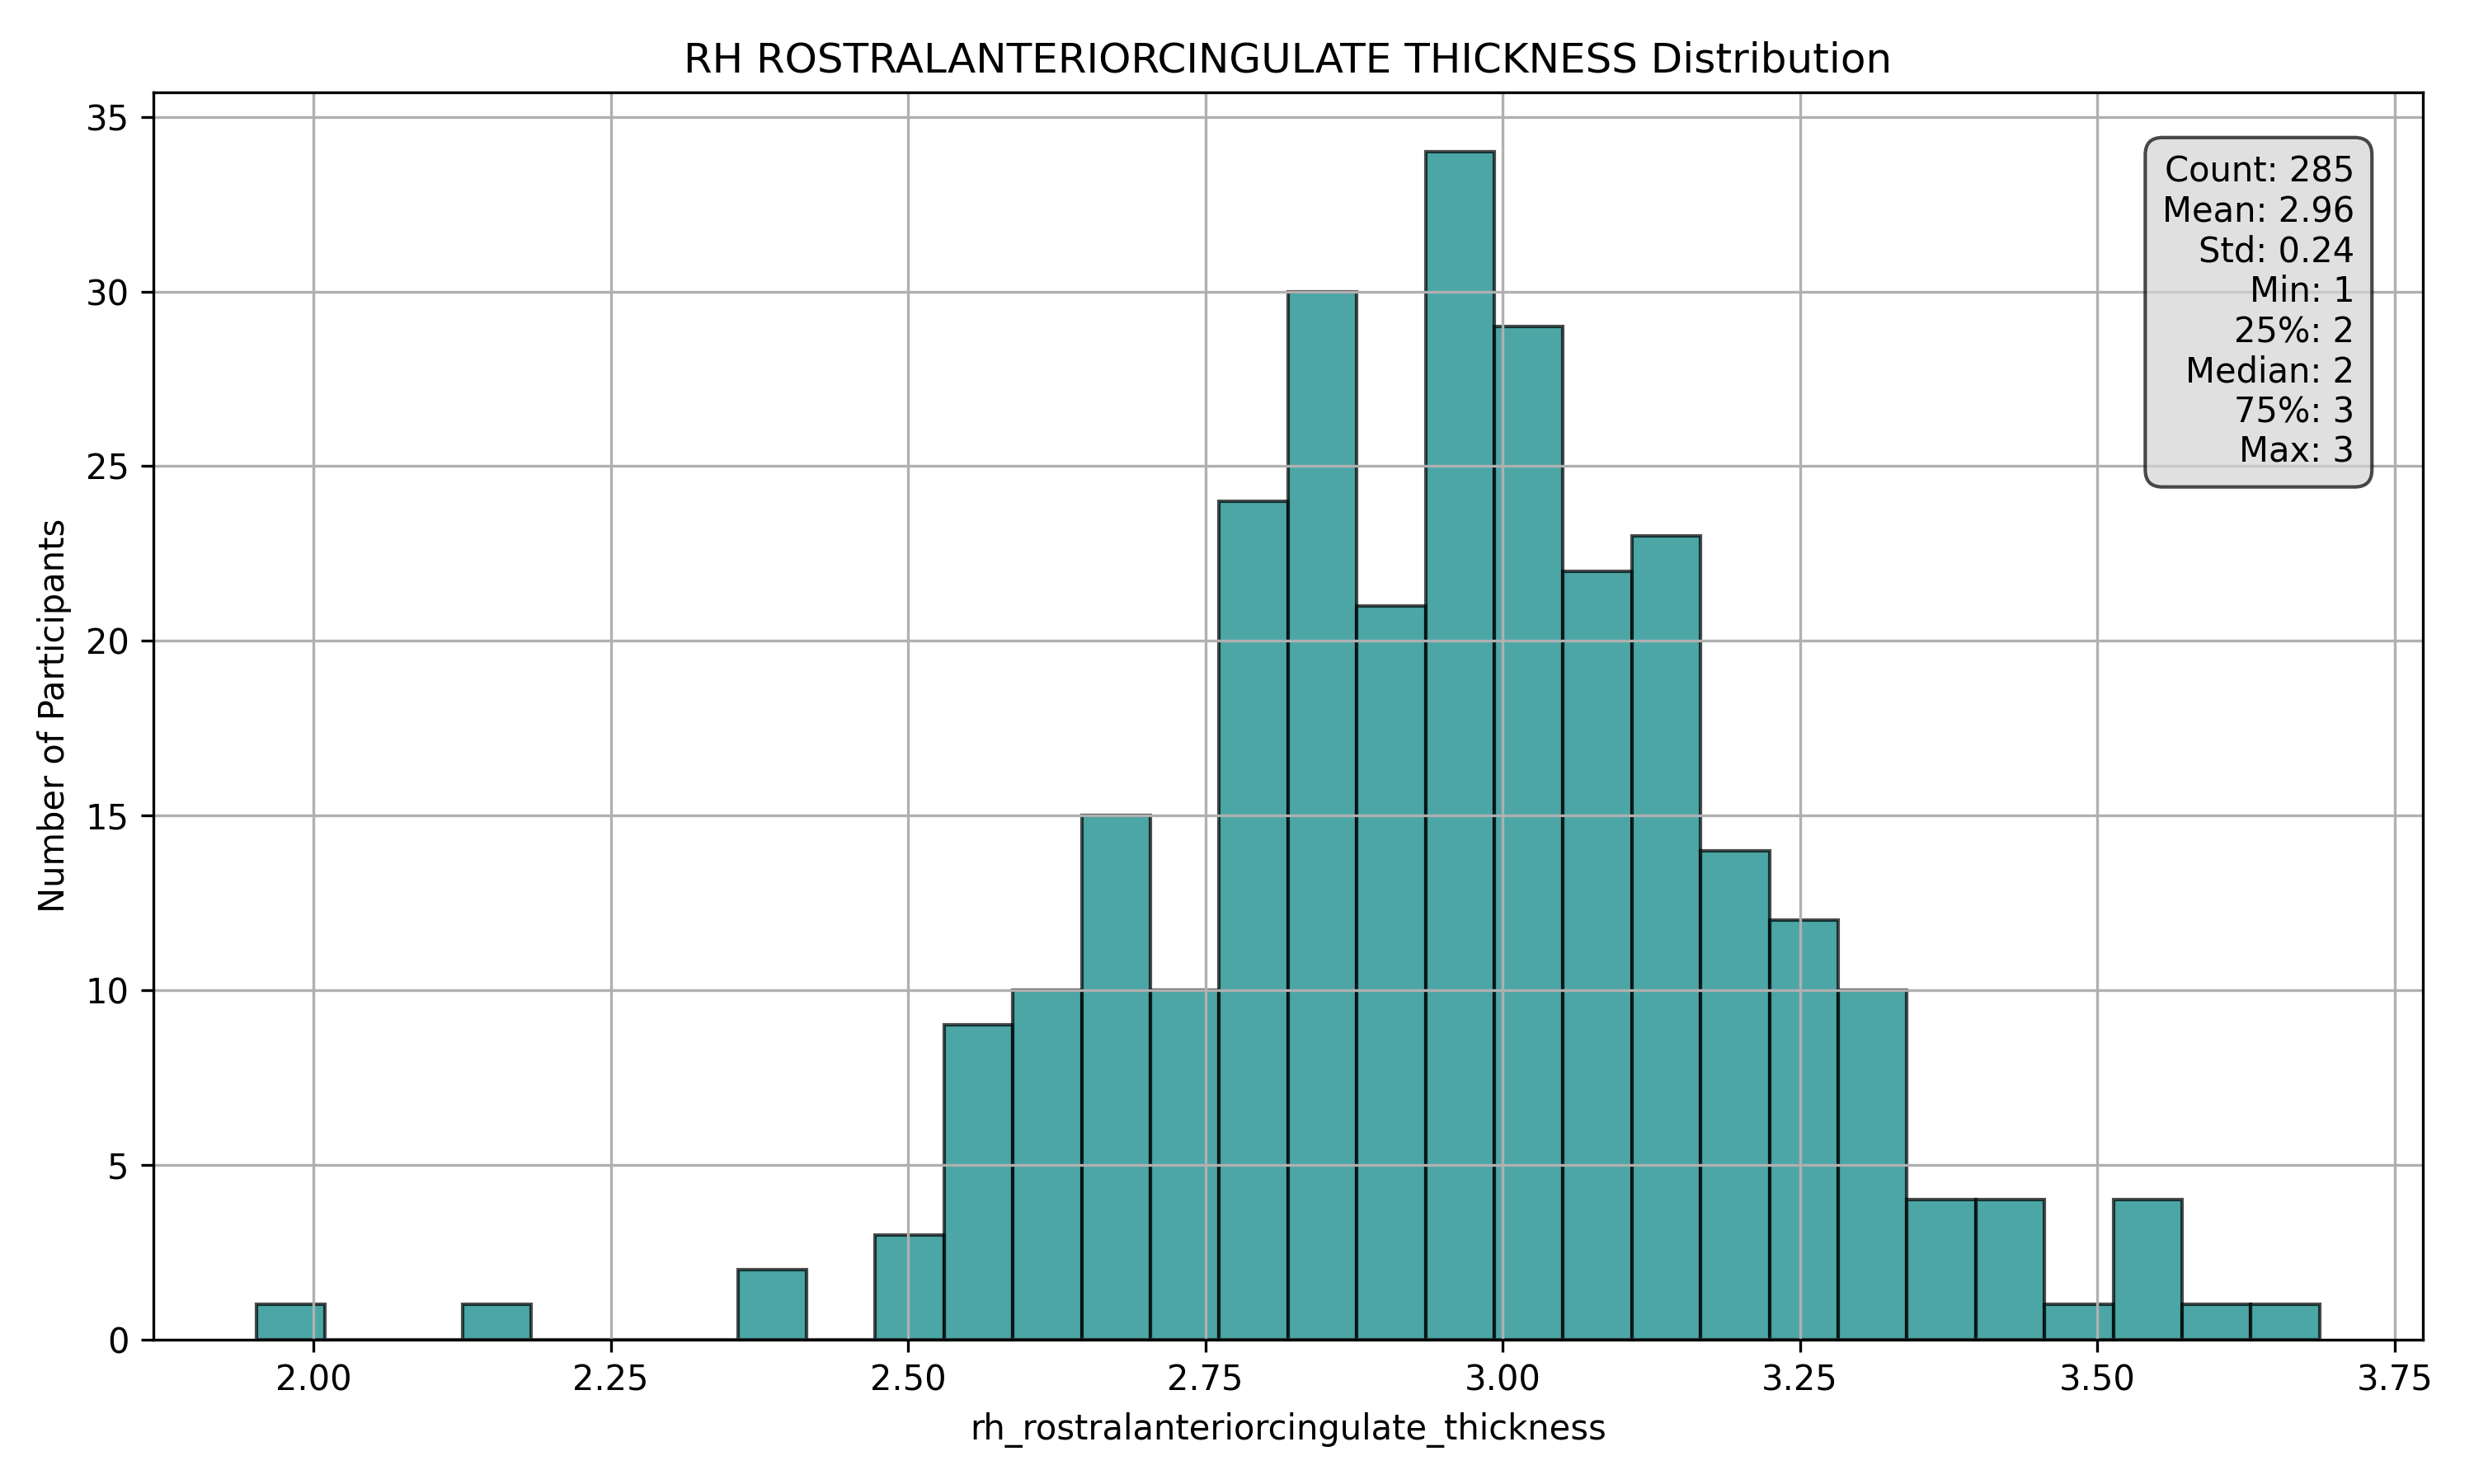 RH ROSTRALANTERIORCINGULATE THICKNESS Distribution
35
30
25
20
15
10
5
0
Number of Participants
Count: 285
Mean: 2.96
Std: 0.24
Min: 1
25%: 2
Median: 2
75%: 3
Max: 3
2.00 2.25 2.50 2.75 3.00 3.25 3.50 3.75
rh_rostralanteriorcingulate_thickness